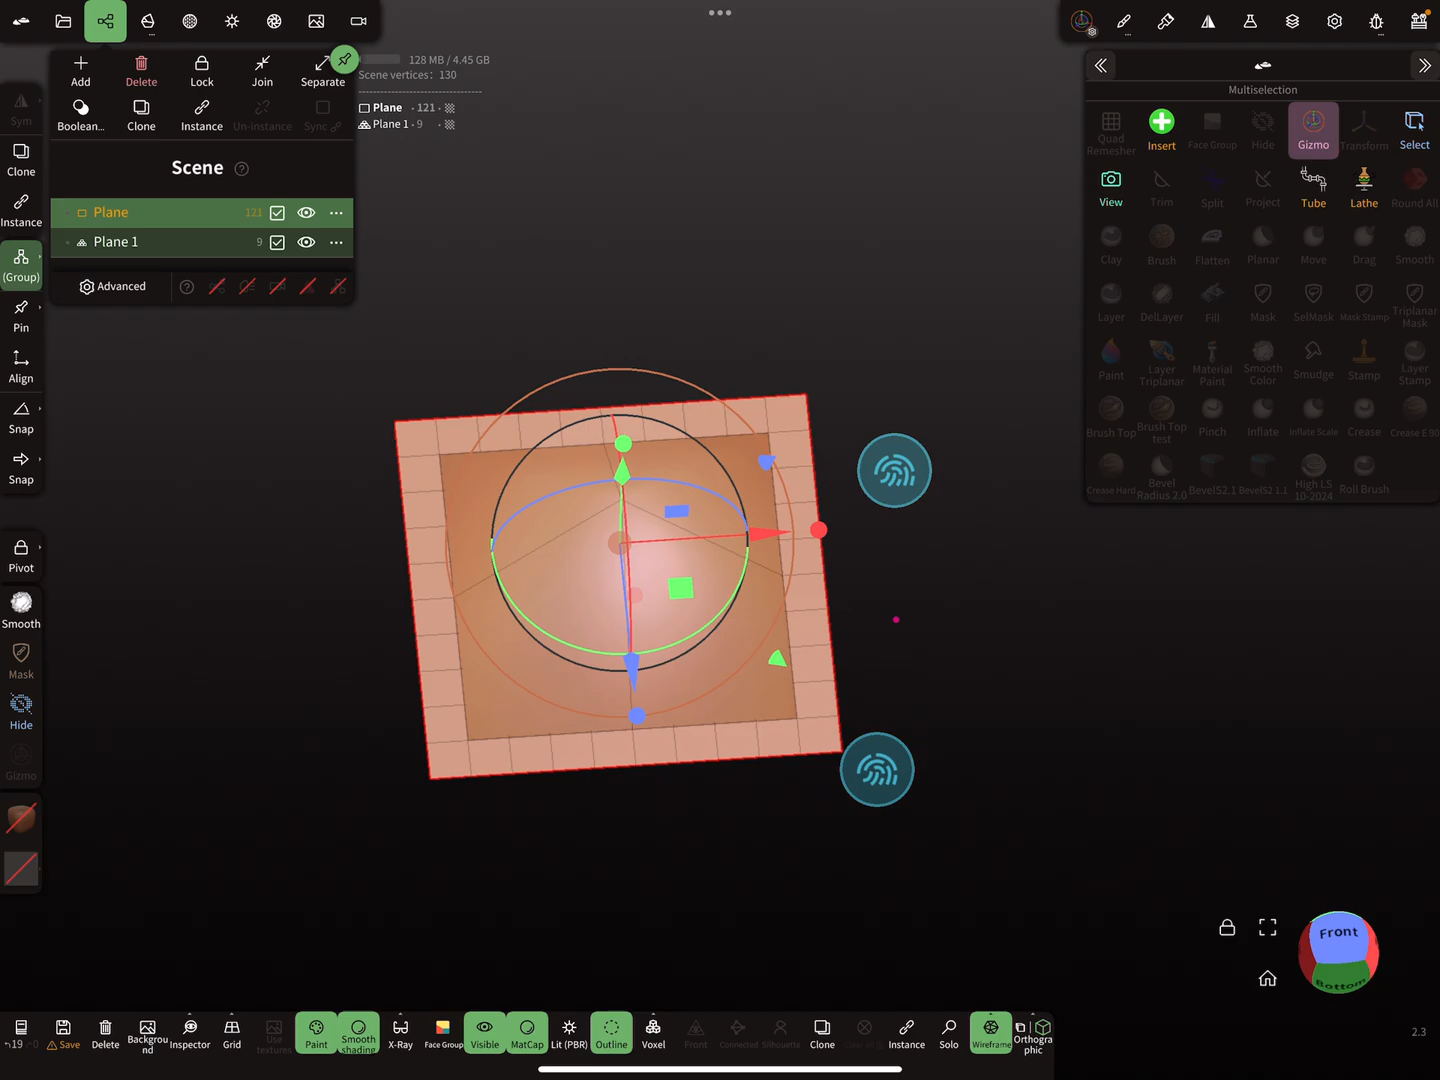 128 MB / 4.45 GB
Scene vertices: 130
Plane · 121 ·
Plane 1 · 9 ·
Add
Delete
Lock
Join
Separate
Boolean...
Clone
Instance
Un-instance
Sync
Scene
Plane 121
Plane 1 9
Advanced
Sym
Clone
Instance
(Group)
Pin
Align
Snap
Snap
Pivot
Smooth
Mask
Hide
Gizmo
Multiselection
Quad Remesher
Insert
Face Group
Hide
Gizmo
Transform
Select
View
Trim
Split
Project
Tube
Lathe
Round All
Clay
Brush
Flatten
Planar
Move
Drag
Smooth
Layer
DelLayer
Fill
Mask
SelMask
Mask Stamp
Triplanar Mask
Paint
Layer Triplanar
Material Paint
Smooth Color
Smudge
Stamp
Layer Stamp
Brush Top
Brush Top test
Pinch
Inflate
Inflate Scale
Crease
Crease E 90
Crease Hard
Bevel Radius 2.0
BevelS2.1
BevelS2 1.1
High LS 10-2024
Roll Brush
Front
Bottom
2.3
19 0
Save
Delete
Background
Inspector
Grid
Use textures
Paint
Smooth shading
X-Ray
Face Group
Visible
MatCap
Lit (PBR)
Outline
Voxel
Front
Connected
Silhouette
Clone
Instance
Solo
Wireframe
Orthographic